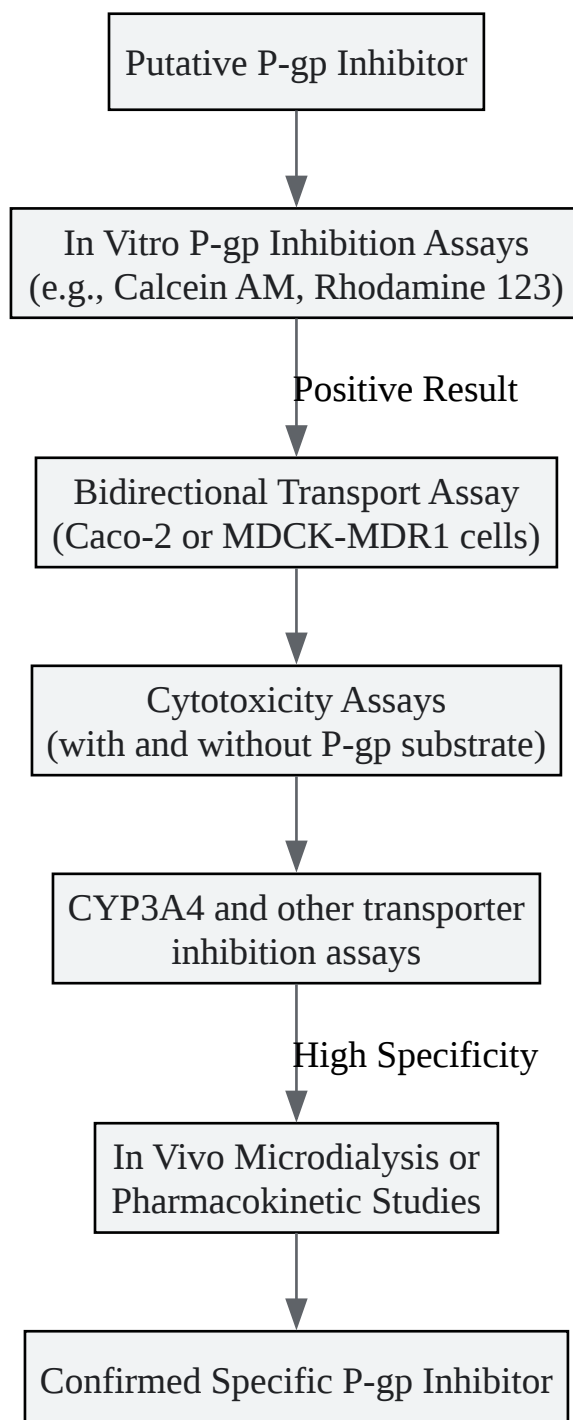 Putative P-gp Inhibitor
In Vitro P-gp Inhibition Assays
(e.g., Calcein AM, Rhodamine 123)
Positive Result
Bidirectional Transport Assay
(Caco-2 or MDCK-MDR1 cells)
Cytotoxicity Assays
(with and without P-gp substrate)
CYP3A4 and other transporter
inhibition assays
High Specificity
In Vivo Microdialysis or
Pharmacokinetic Studies
Confirmed Specific P-gp Inhibitor